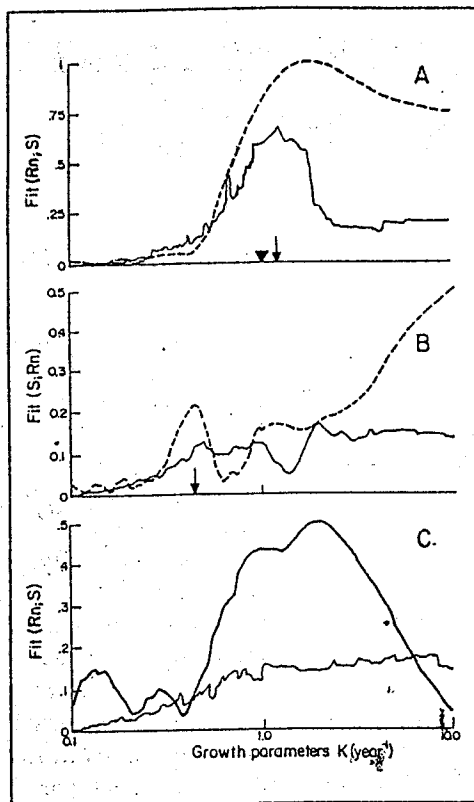 A
Fit (Rn; S)
1
.75
.5
.25
0
B
Fit (S; Rn)
0.5
0.4
0.3
0.2
0.1
0
C.
Fit (Rn; S)
.5
.4
.3
.2
.1
0
0.1
1.0
10.0
Growth parameters K (year⁻¹)